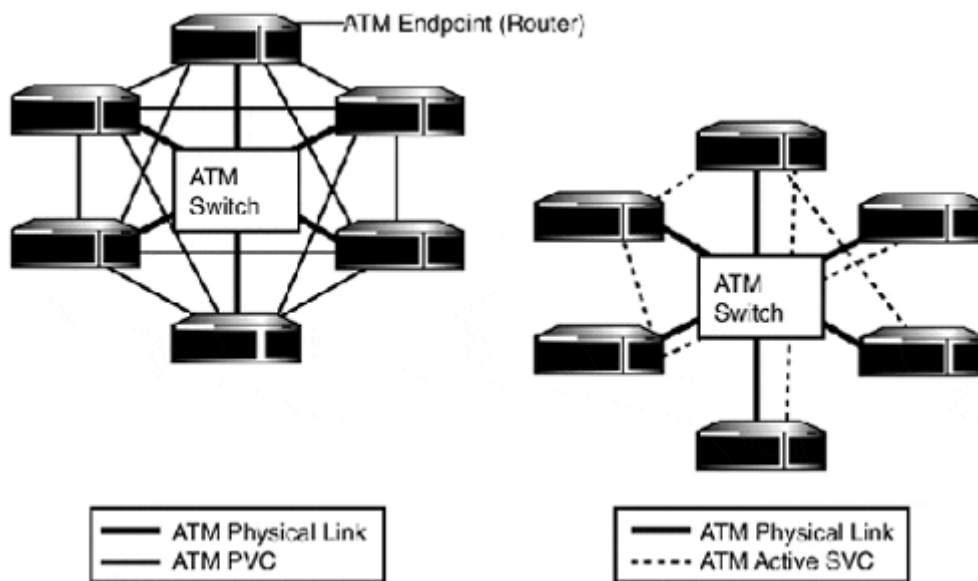 ATM Endpoint (Router)
ATM
Switch
ATM
Switch
ATM Physical Link
ATM PVC
ATM Physical Link
ATM Active SVC